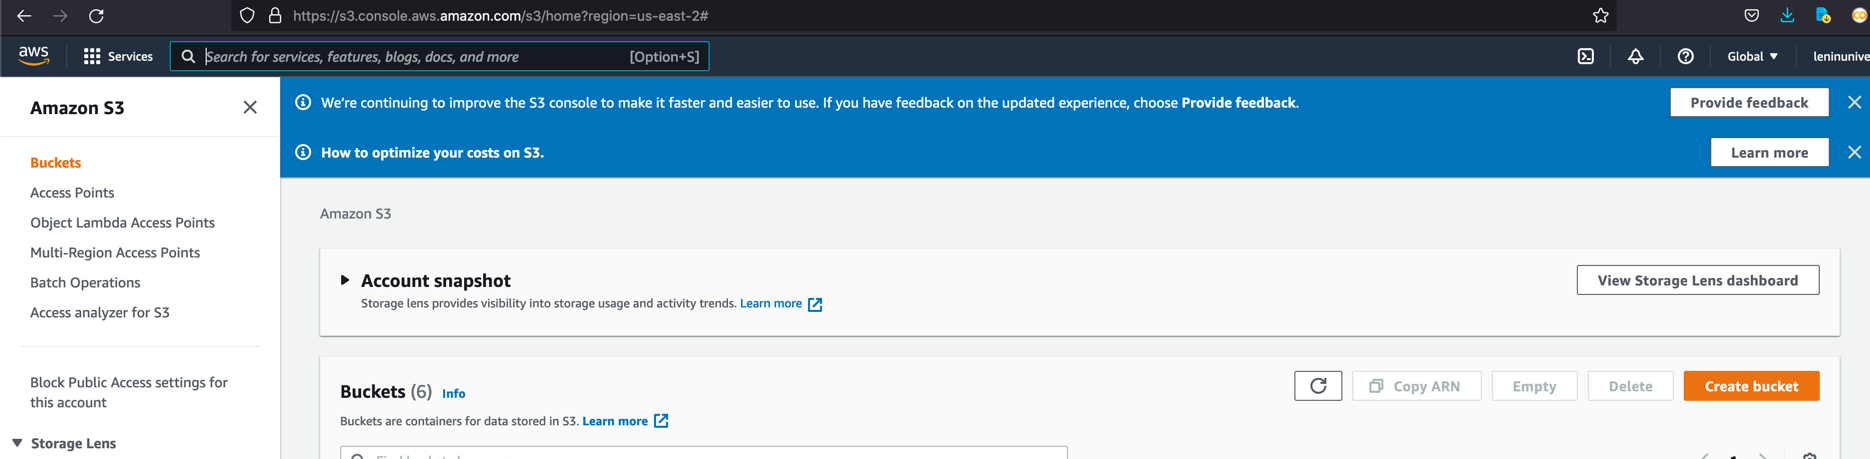 https://s3.console.aws.amazon.com/s3/home?region=us-east-2#
aws Services Search for services, features, blogs, docs, and more [Option+S] Global leninunive
Amazon S3
Buckets
Access Points
Object Lambda Access Points
Multi-Region Access Points
Batch Operations
Access analyzer for S3
Block Public Access settings for
this account
Storage Lens
We're continuing to improve the S3 console to make it faster and easier to use. If you have feedback on the updated experience, choose Provide feedback. Provide feedback
How to optimize your costs on S3. Learn more
Amazon S3
Account snapshot View Storage Lens dashboard
Storage lens provides visibility into storage usage and activity trends. Learn more
Buckets (6) Info Copy ARN Empty Delete Create bucket
Buckets are containers for data stored in S3. Learn more